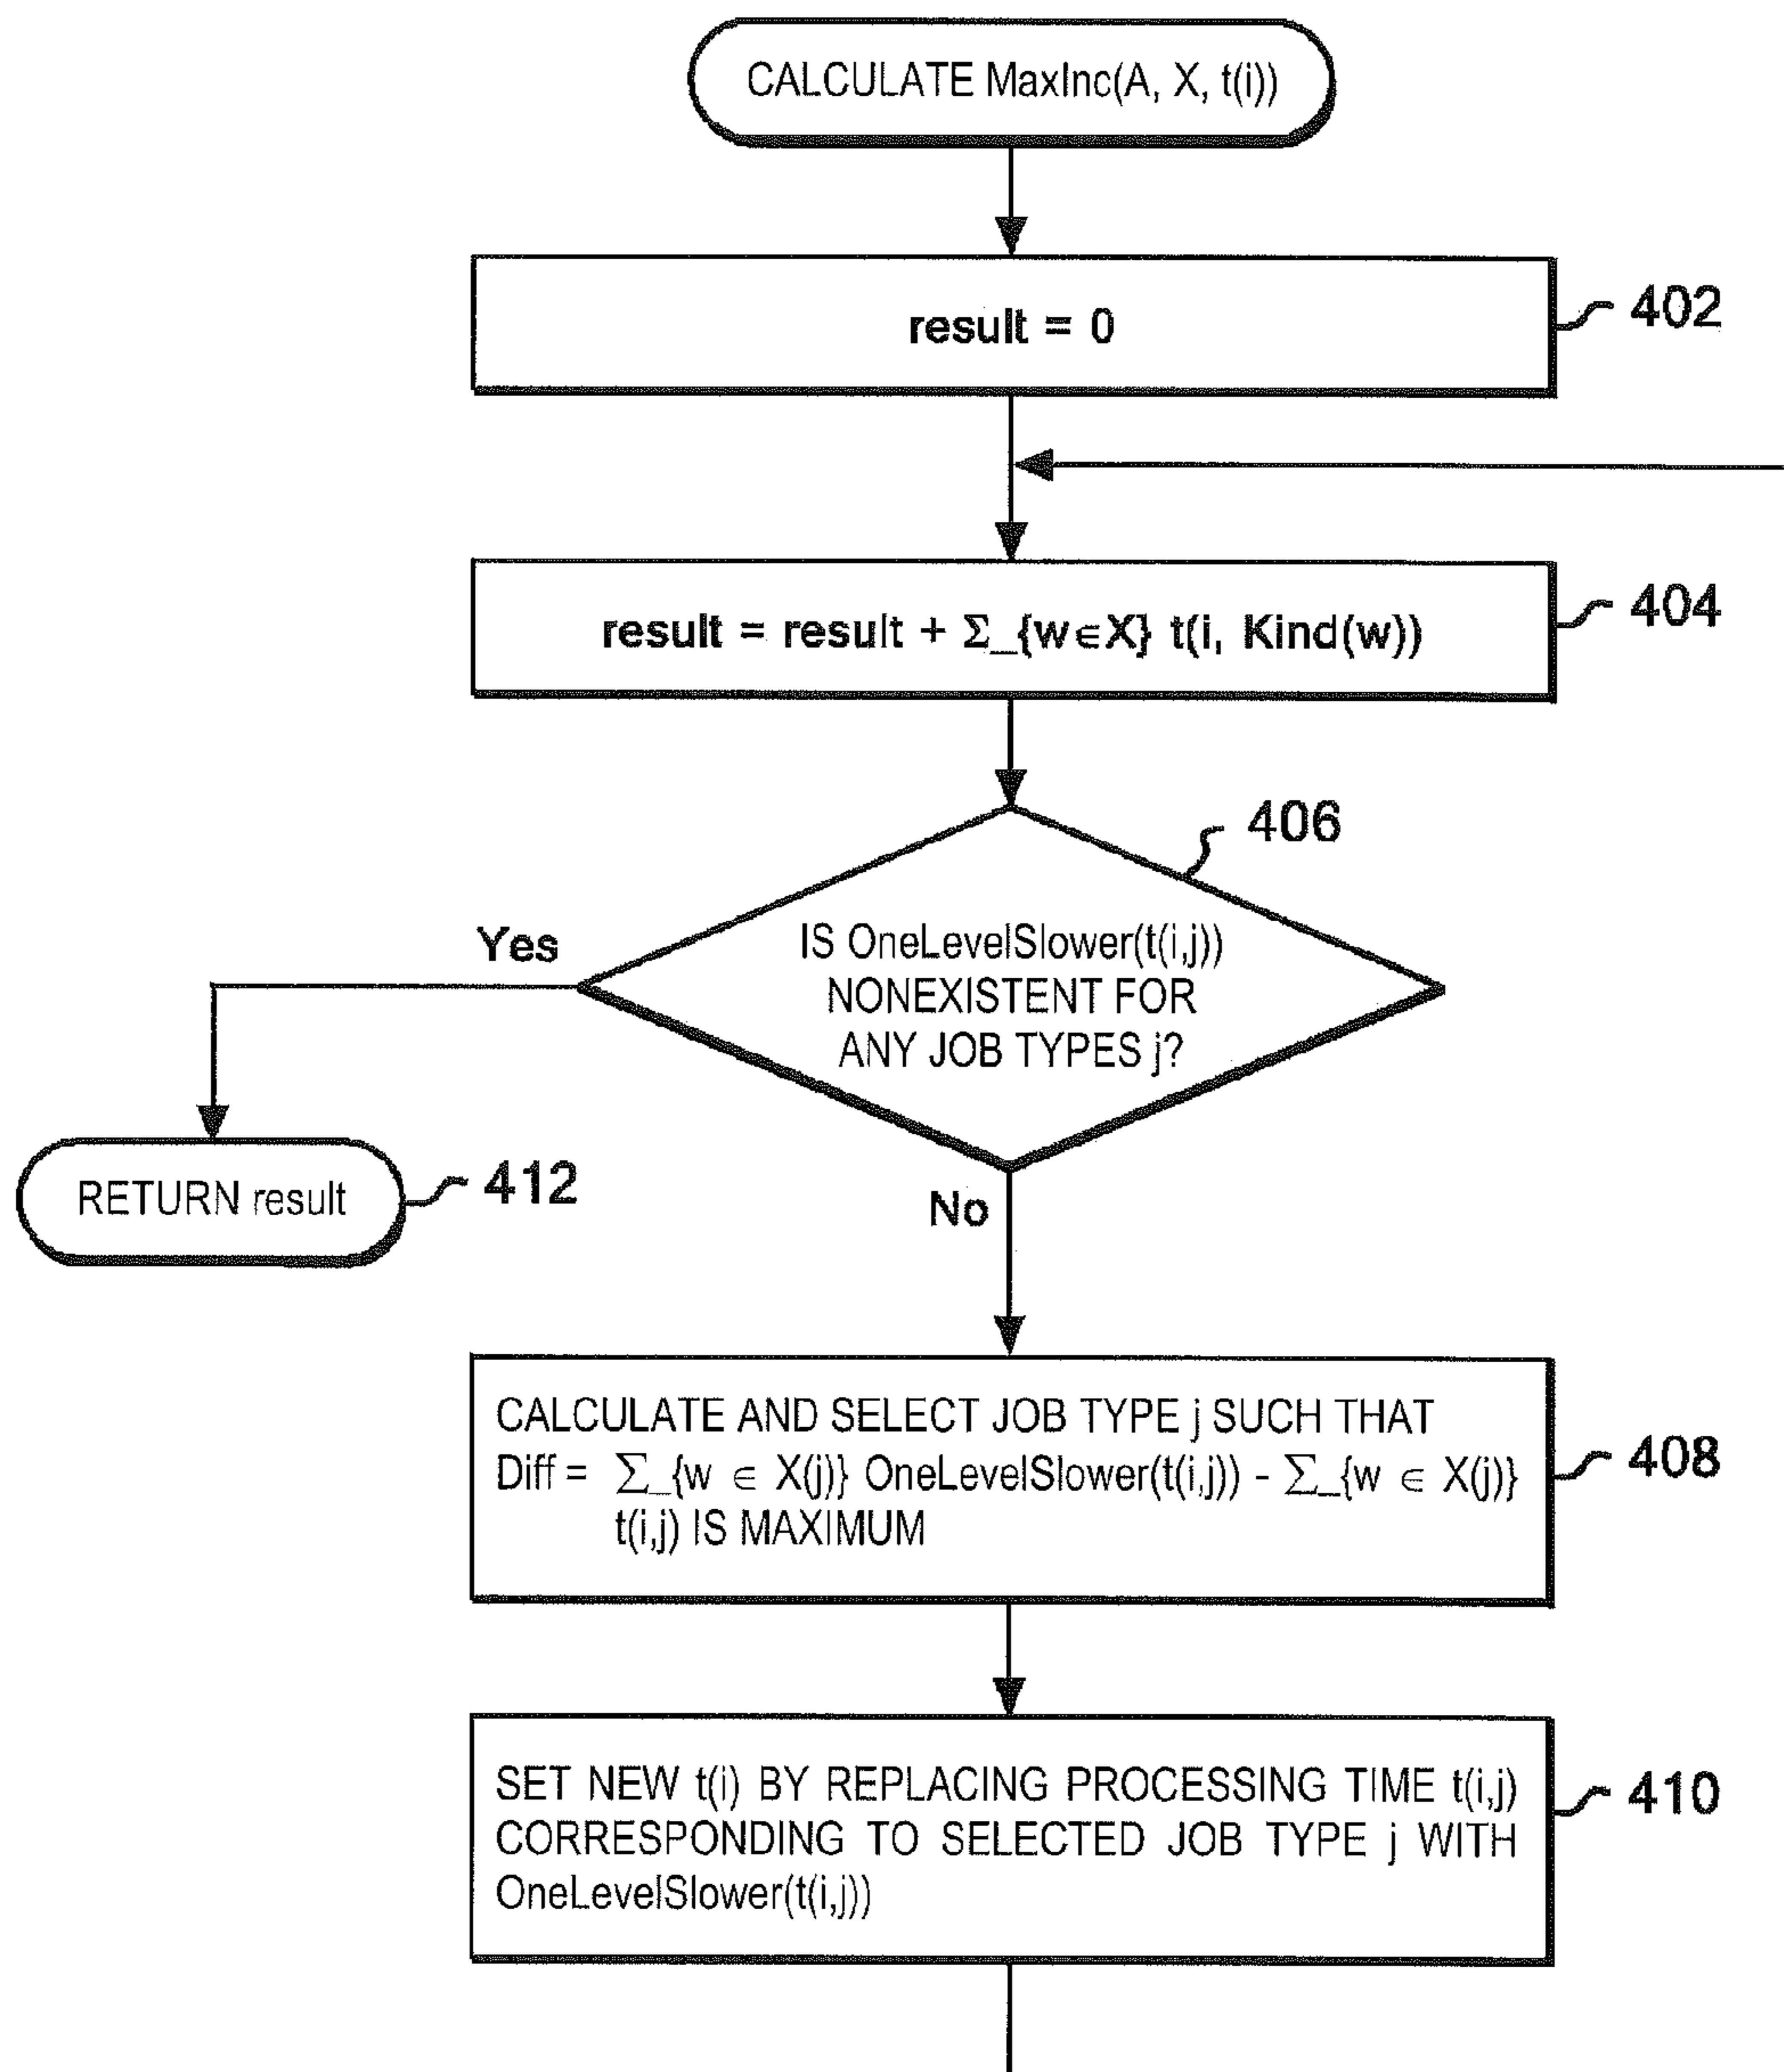 CALCULATE MaxInc(A, X, t(i))
result = 0
402
result = result + Σ_{w∈X} t(i, Kind(w))
404
406
IS OneLevelSlower(t(i,j))
NONEXISTENT FOR
ANY JOB TYPES j?
Yes
RETURN result
412
No
CALCULATE AND SELECT JOB TYPE j SUCH THAT
Diff = Σ_{w ∈ X(j)} OneLevelSlower(t(i,j)) - Σ_{w ∈ X(j)}
t(i,j) IS MAXIMUM
408
SET NEW t(i) BY REPLACING PROCESSING TIME t(i,j)
CORRESPONDING TO SELECTED JOB TYPE j WITH
OneLevelSlower(t(i,j))
410